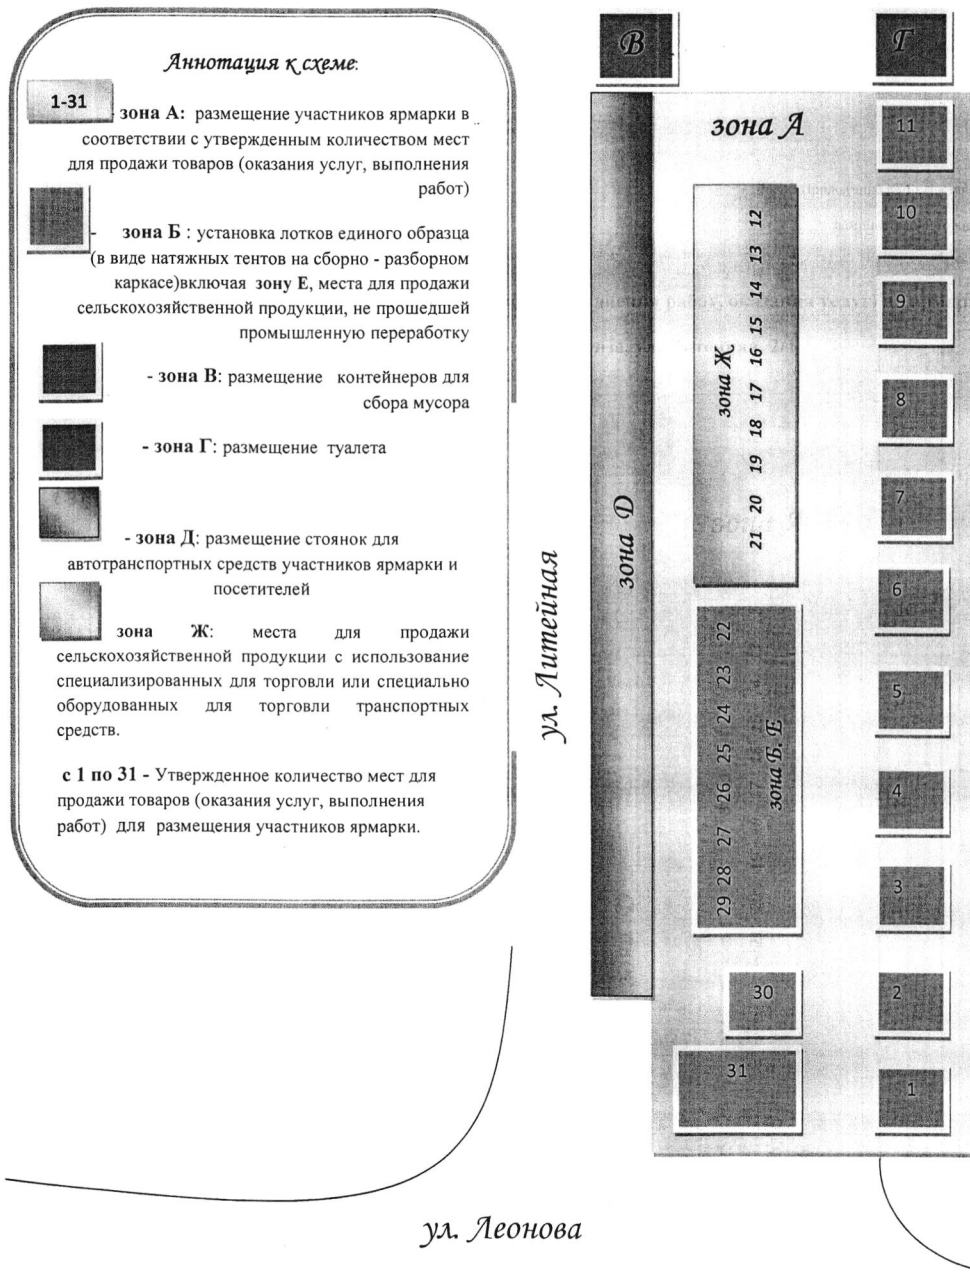 Аннотация к схеме:
1-31
зона А: размещение участников ярмарки в
соответствии с утвержденным количеством мест
для продажи товаров (оказания услуг, выполнения
работ)
- зона Б : установка лотков единого образца
(в виде натяжных тентов на сборно - разборном
каркасе)включая зону Е, места для продажи
сельскохозяйственной продукции, не прошедшей
промышленную переработку
- зона В: размещение контейнеров для
сбора мусора
- зона Г: размещение туалета
- зона Д: размещение стоянок для
автотранспортных средств участников ярмарки и
посетителей
зона Ж: места для продажи
сельскохозяйственной продукции с использование
специализированных для торговли или специально
оборудованных для торговли транспортных
средств.
с 1 по 31 - Утвержденное количество мест для
продажи товаров (оказания услуг, выполнения
работ) для размещения участников ярмарки.
ул. Литейная
ул. Леонова
В
Г
зона А
зона D
зона Ж
12
13
14
15
16
17
18
19
20
21
зона Б. Е
22
23
24
25
26
27
28
29
30
31
11
10
9
8
7
6
5
4
3
2
1